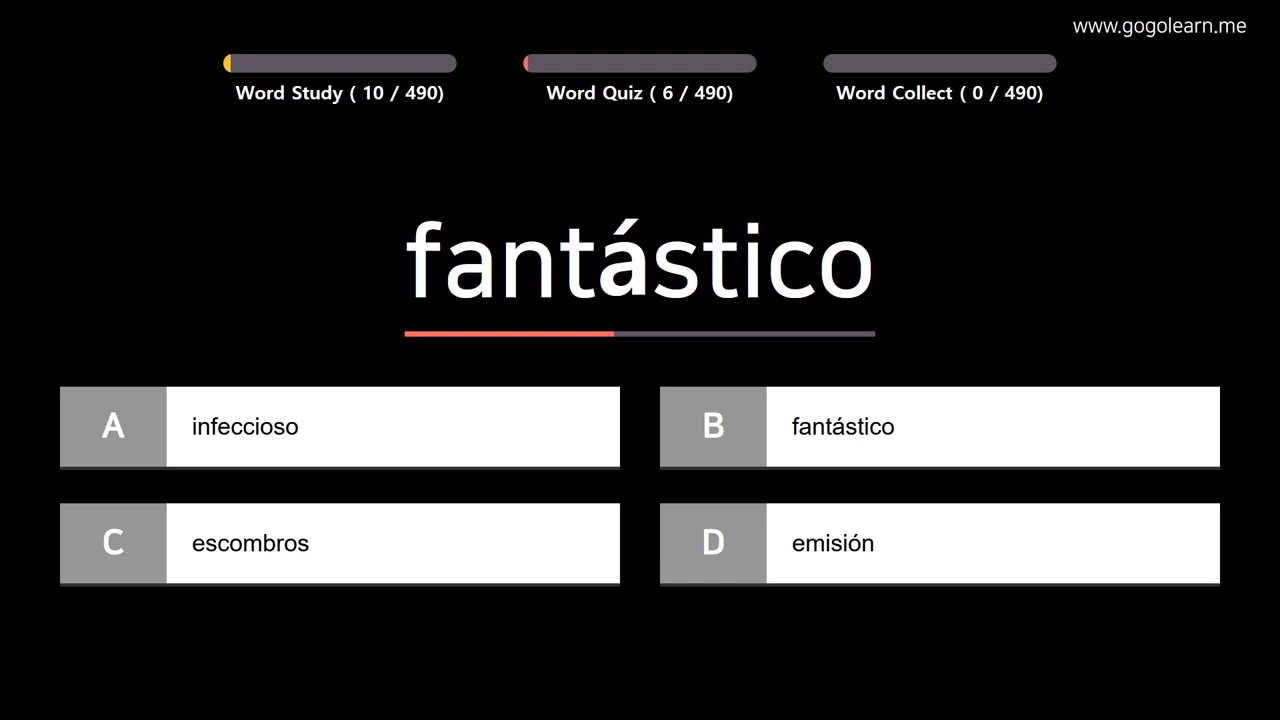 www.gogolearn.me
Word Study ( 10 / 490)
Word Quiz ( 6 / 490)
Word Collect ( 0 / 490)
fantástico
A infeccioso
B fantástico
C escombros
D emisión